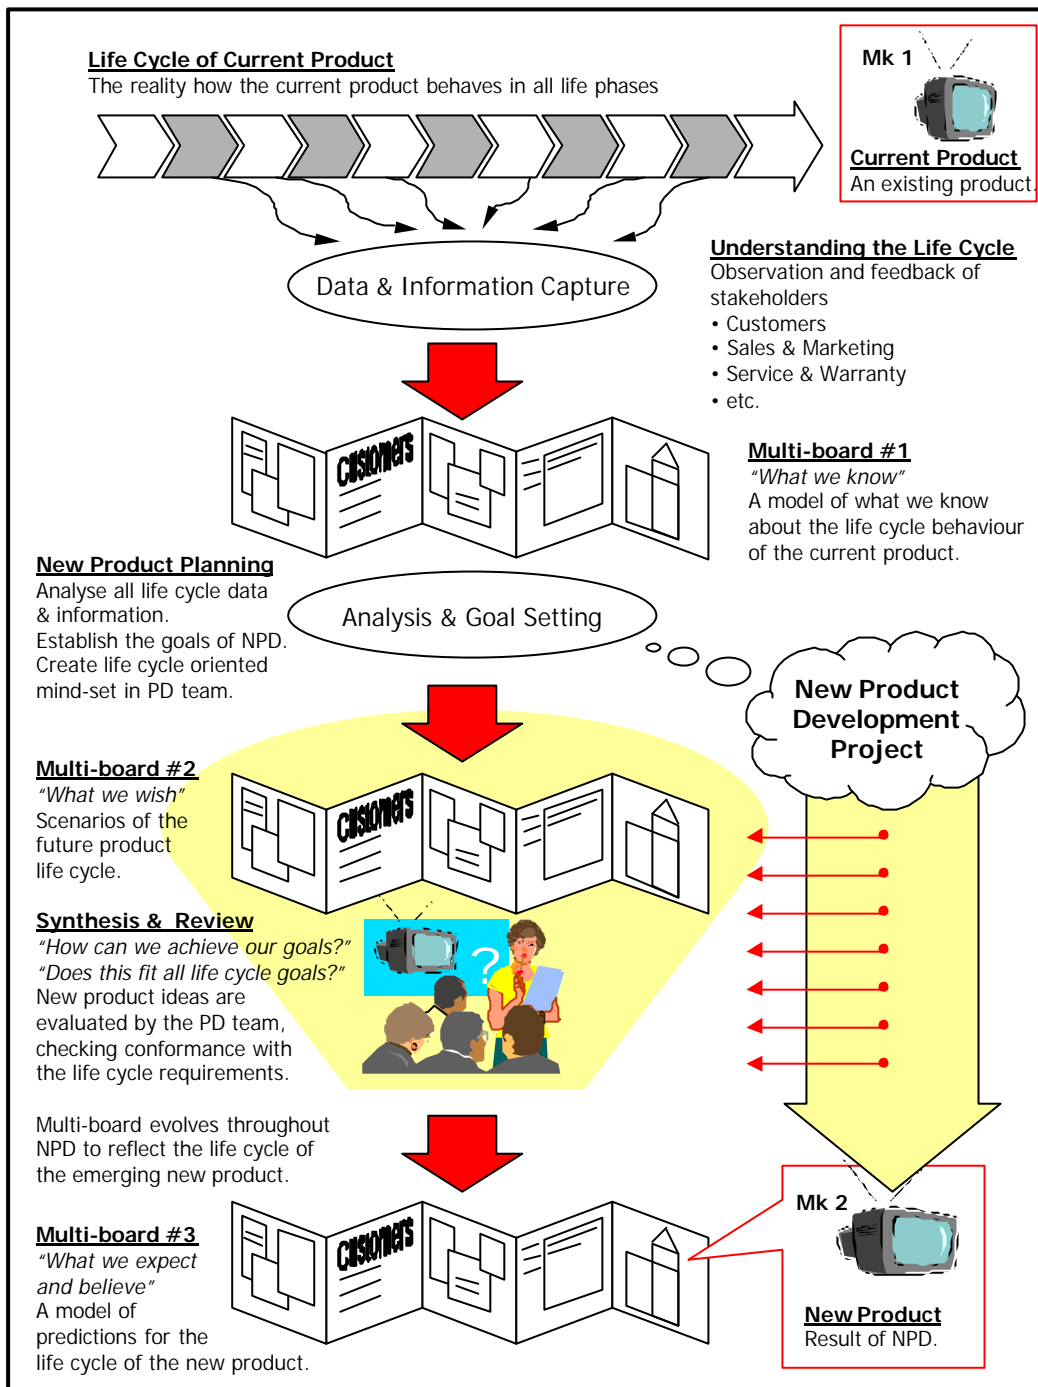 Life Cycle of Current Product
The reality how the current product behaves in all life phases
Mk 1
Current Product
An existing product.
Data & Information Capture
Understanding the Life Cycle
Observation and feedback of
stakeholders
• Customers
• Sales & Marketing
• Service & Warranty
• etc.
Customers
Multi-board #1
“What we know”
A model of what we know
about the life cycle behaviour
of the current product.
New Product Planning
Analyse all life cycle data
& information.
Establish the goals of NPD.
Create life cycle oriented
mind-set in PD team.
Analysis & Goal Setting
New Product
Development
Project
Multi-board #2
“What we wish”
Scenarios of the
future product
life cycle.
Customers
Synthesis & Review
“How can we achieve our goals?”
“Does this fit all life cycle goals?”
New product ideas are
evaluated by the PD team,
checking conformance with
the life cycle requirements.
?
Multi-board evolves throughout
NPD to reflect the life cycle of
the emerging new product.
Multi-board #3
“What we expect
and believe”
A model of
predictions for the
life cycle of the new product.
Customers
Mk 2
New Product
Result of NPD.